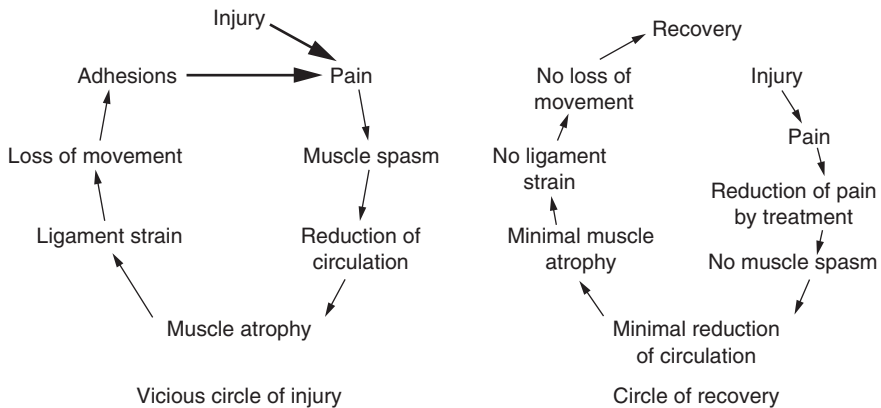 Injury
Adhesions
Pain
Loss of movement
Muscle spasm
Ligament strain
Reduction of
circulation
Muscle atrophy
Vicious circle of injury
Recovery
No loss of
movement
Injury
Pain
No ligament
strain
Reduction of pain
by treatment
Minimal muscle
atrophy
No muscle spasm
Minimal reduction
of circulation
Circle of recovery